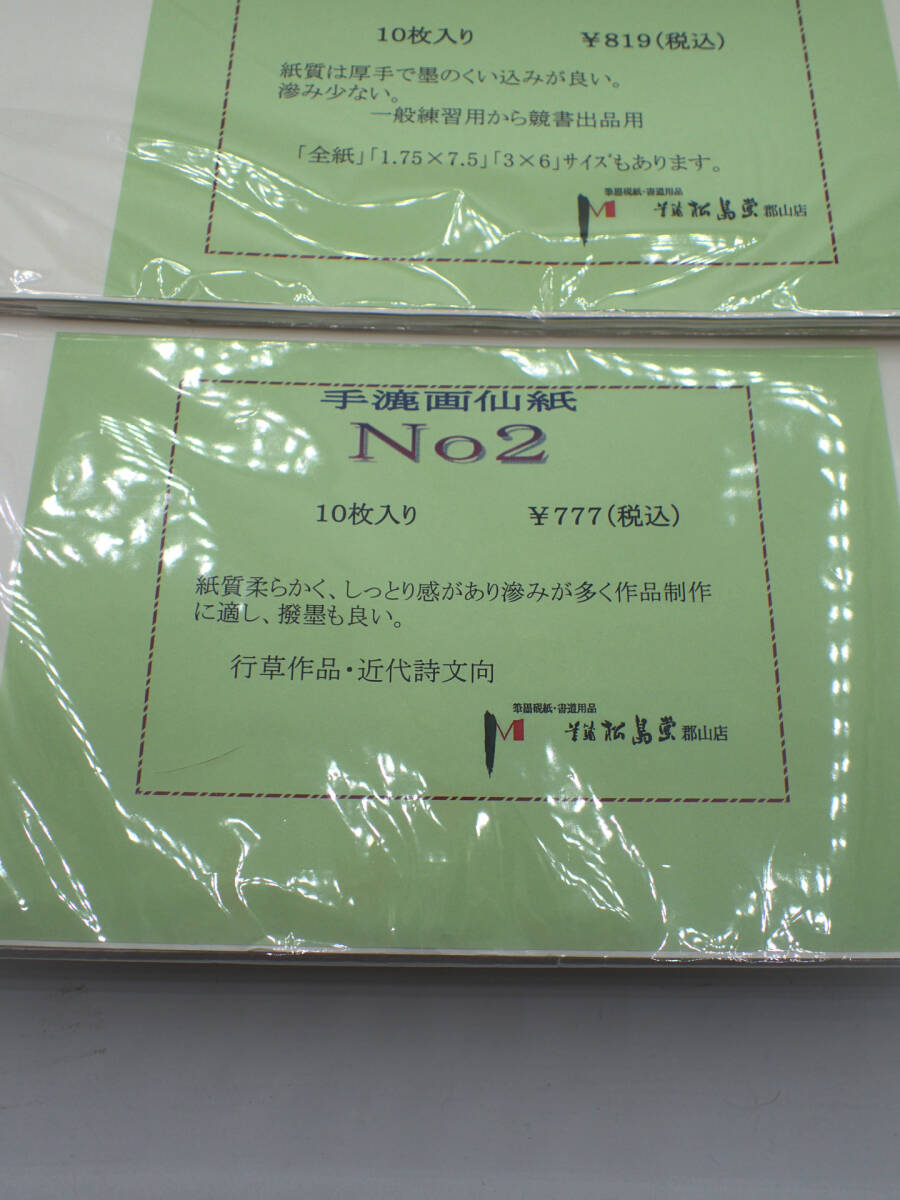 10枚入り ￥819(税込)
紙質は厚手で墨のくい込みが良い。
滲み少ない。
一般練習用から競書出品用
「全紙」「1.75×7.5」「3×6」サイズもあります。
筆墨硯紙・書道用品
松島堂 郡山店
手漉画仙紙
No2
10枚入り ￥777(税込)
紙質柔らかく、しっとり感があり滲みが多く作品制作
に適し、撥墨も良い。
行草作品・近代詩文向
筆墨硯紙・書道用品
松島堂 郡山店